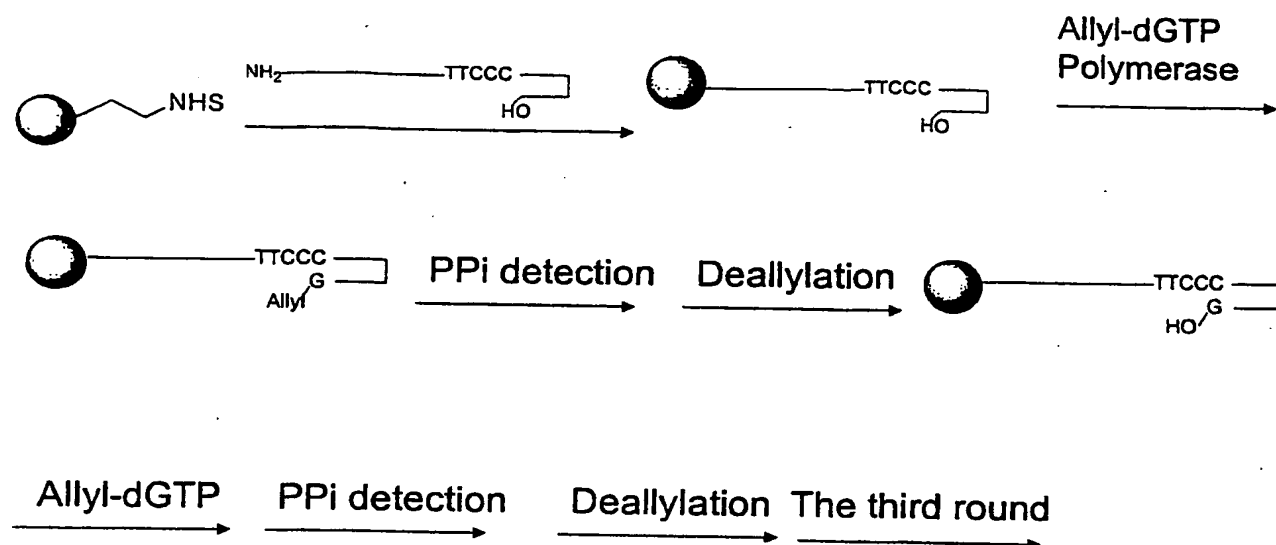 Allyl-dGTP
Polymerase
NHS
NH2
TTCCC
HO
TTCCC
HO
TTCCC
G
Allyl
PPi detection
Deallylation
TTCCC
G
HO
Allyl-dGTP
PPi detection
Deallylation
The third round